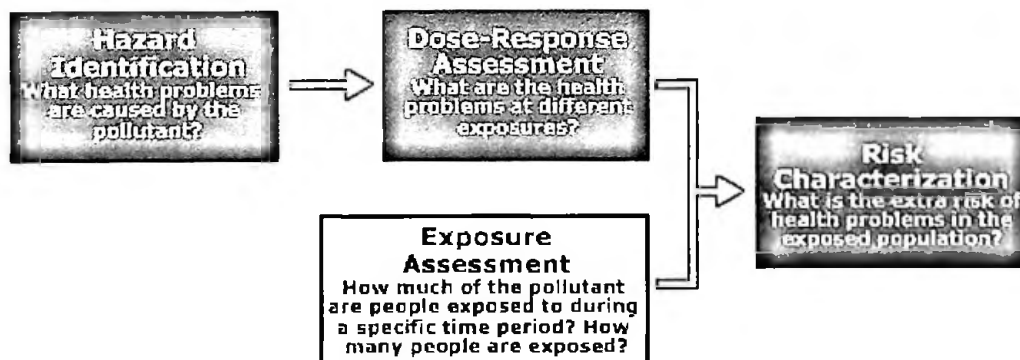 Hazard
Identification
What health problems
are caused by the
pollutant?
Dose-Response
Assessment
What are the health
problems at different
exposures?
Exposure
Assessment
How much of the pollutant
are people exposed to during
a specific time period? How
many people are exposed?
Risk
Characterization
What is the extra risk of
health problems in the
exposed population?